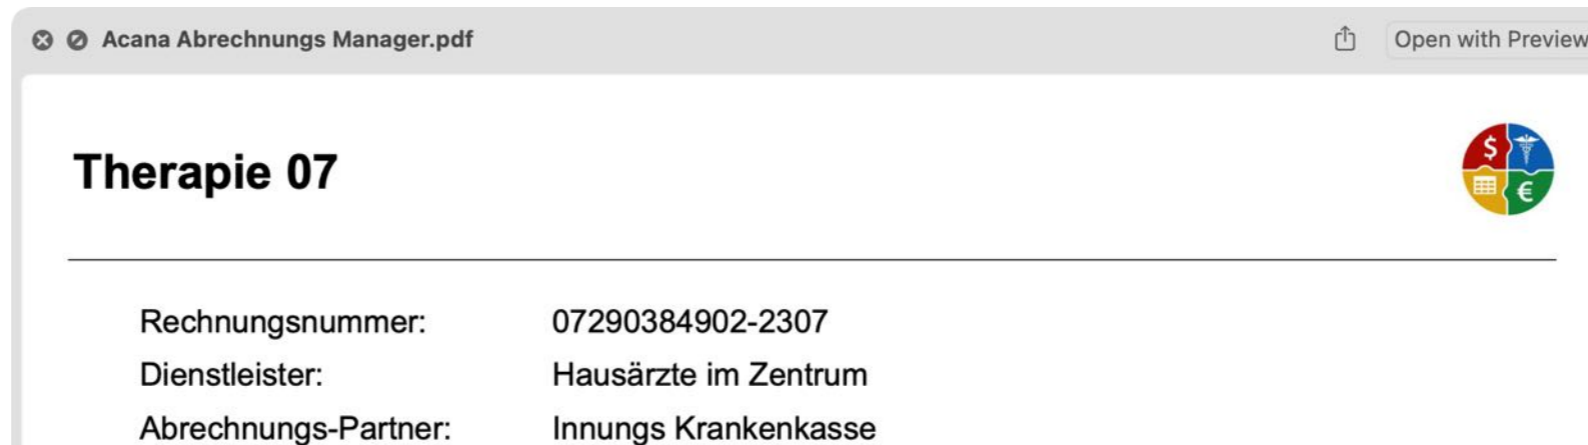 Acana Abrechnungs Manager.pdf Open with Preview
Therapie 07
$
€
Rechnungsnummer: 07290384902-2307
Dienstleister: Hausärzte im Zentrum
Abrechnungs-Partner: Innungs Krankenkasse